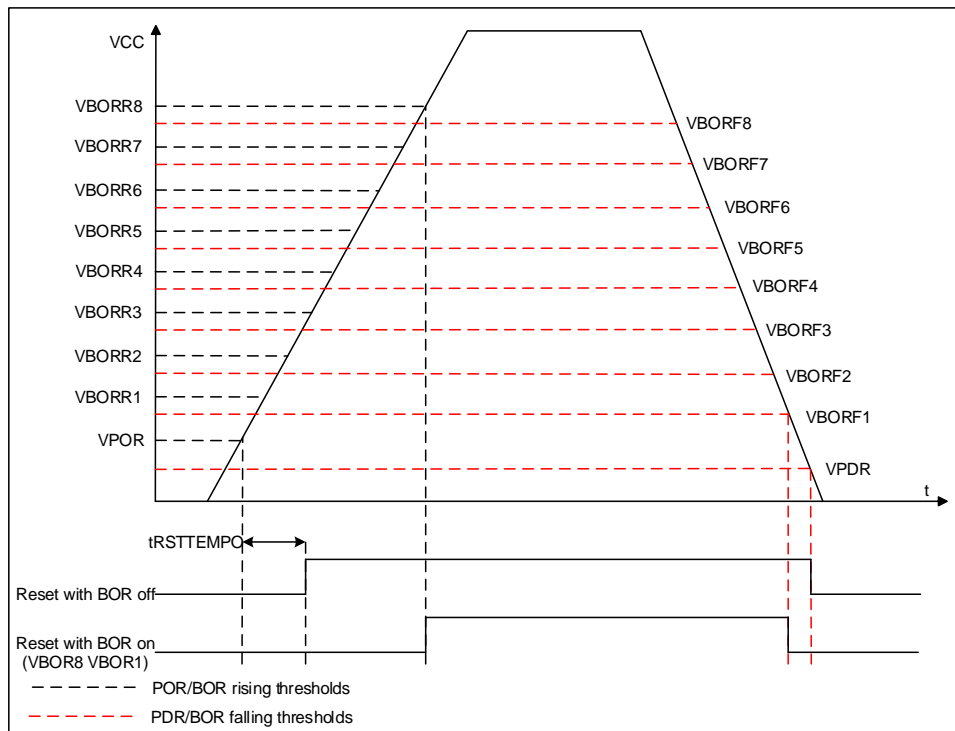 VCC
VBORR8
VBORF8
VBORR7
VBORF7
VBORR6
VBORF6
VBORR5
VBORF5
VBORR4
VBORF4
VBORR3
VBORF3
VBORR2
VBORF2
VBORR1
VBORF1
VPOR
VPDR
t
tRSTTEMPO
Reset with BOR off
Reset with BOR on
(VBOR8 VBOR1)
POR/BOR rising thresholds
PDR/BOR falling thresholds